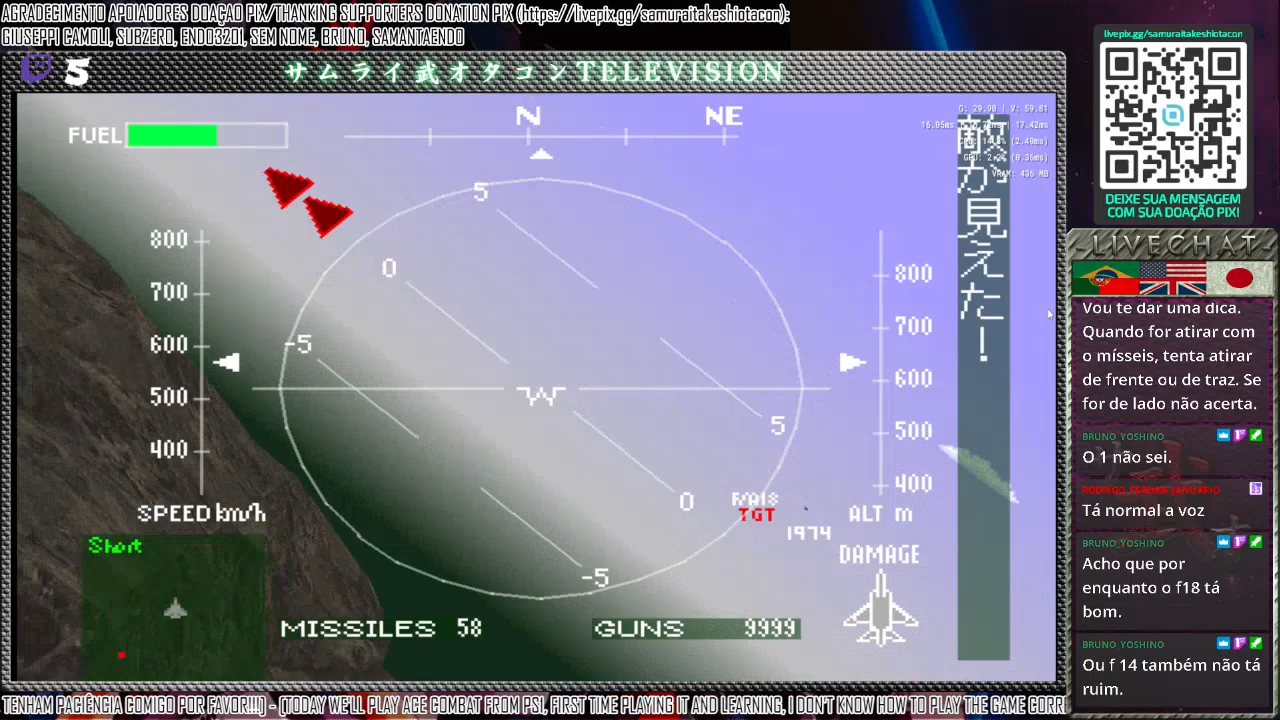 AGRADECIMENTO APOIADORES DOAÇÃO PIX/THANKING SUPPORTERS DONATION PIX (https://livepix.gg/samuraitakeshiotacon):
GIUSEPPI CAMOLI, SUBZERO, ENDO3201, SEM NOME, BRUNO, SAMANTAENDO
5
サムライ武オタコンTELEVISION
livepix.gg/samuraitakeshiotacon
DEIXE SUA MENSAGEM
COM SUA DOAÇÃO PIX!
-LIVECHAT-
FUEL
N
NE
敵が見えた!
5
0
-5
5
0
-5
800
700
600
500
400
SPEED km/h
800
700
600
500
400
ALT m
TGT
1974
DAMAGE
Short
MISSILES 58
GUNS 9999
Vou te dar uma dica.
Quando for atirar com
o mísseis, tenta atirar
de frente ou de traz. Se
for de lado não acerta.
BRUNO_YOSHINO
O 1 não sei.
Tá normal a voz
BRUNO_YOSHINO
Acho que por
enquanto o f18 tá
bom.
BRUNO_YOSHINO
Ou f 14 também não tá
ruim.
TENHAM PACIÊNCIA COMIGO POR FAVOR!!!) - (TODAY WE'LL PLAY ACE COMBAT FROM PS1, FIRST TIME PLAYING IT AND LEARNING, I DON'T KNOW HOW TO PLAY THE GAME CORR